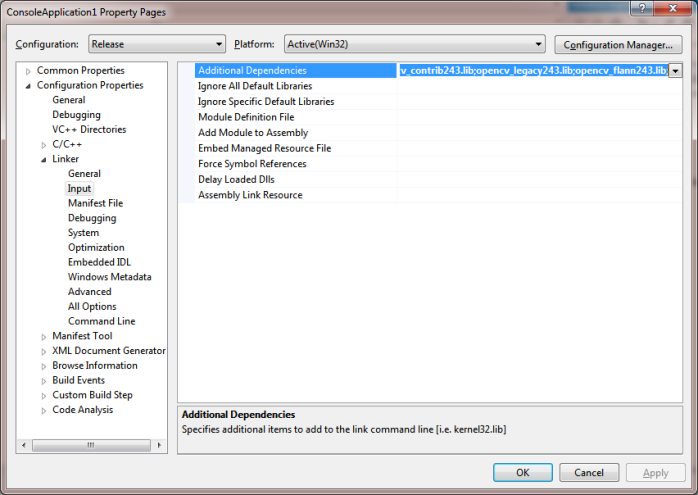 ConsoleApplication1 Property Pages
Configuration: Release Platform: Active(Win32) Configuration Manager...
Common Properties
Configuration Properties
General
Debugging
VC++ Directories
C/C++
Linker
General
Input
Manifest File
Debugging
System
Optimization
Embedded IDL
Windows Metadata
Advanced
All Options
Command Line
Manifest Tool
XML Document Generator
Browse Information
Build Events
Custom Build Step
Code Analysis
Additional Dependencies v_contrib243.lib;opencv_legacy243.lib;opencv_flann243.lib;
Ignore All Default Libraries
Ignore Specific Default Libraries
Module Definition File
Add Module to Assembly
Embed Managed Resource File
Force Symbol References
Delay Loaded Dlls
Assembly Link Resource
Additional Dependencies
Specifies additional items to add to the link command line [i.e. kernel32.lib]
OK Cancel Apply